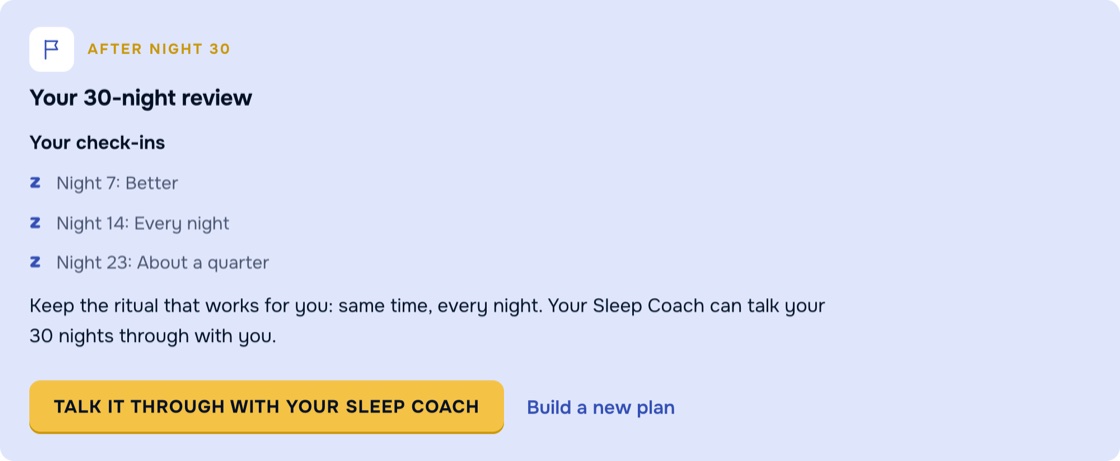 AFTER NIGHT 30
Your 30-night review
Your check-ins
Night 7: Better
Night 14: Every night
Night 23: About a quarter
Keep the ritual that works for you: same time, every night. Your Sleep Coach can talk your
30 nights through with you.
TALK IT THROUGH WITH YOUR SLEEP COACH
Build a new plan